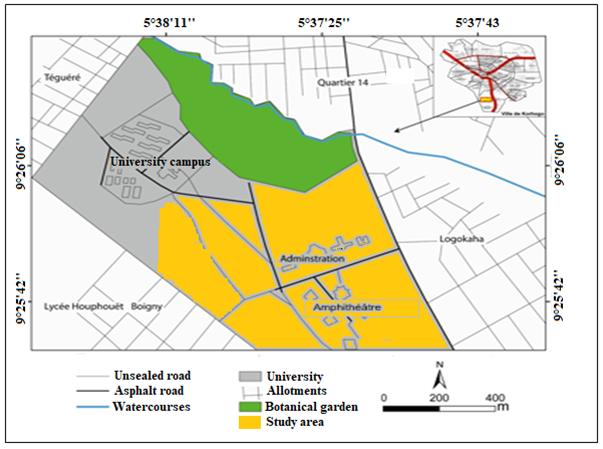 5°38'11'' 5°37'25'' 5°37'43
Téguéré
Quartier 14
Ville de Korhogo
University campus
9°26'06'' 9°26'06''
Logokaha
Adminstration
9°25'42'' 9°25'42''
Lycée Houphouët Boigny
Amphithéâtre
Unsealed road
Asphalt road
Watercourses
University
Allotments
Botanical garden
Study area
N
0 200 400
m